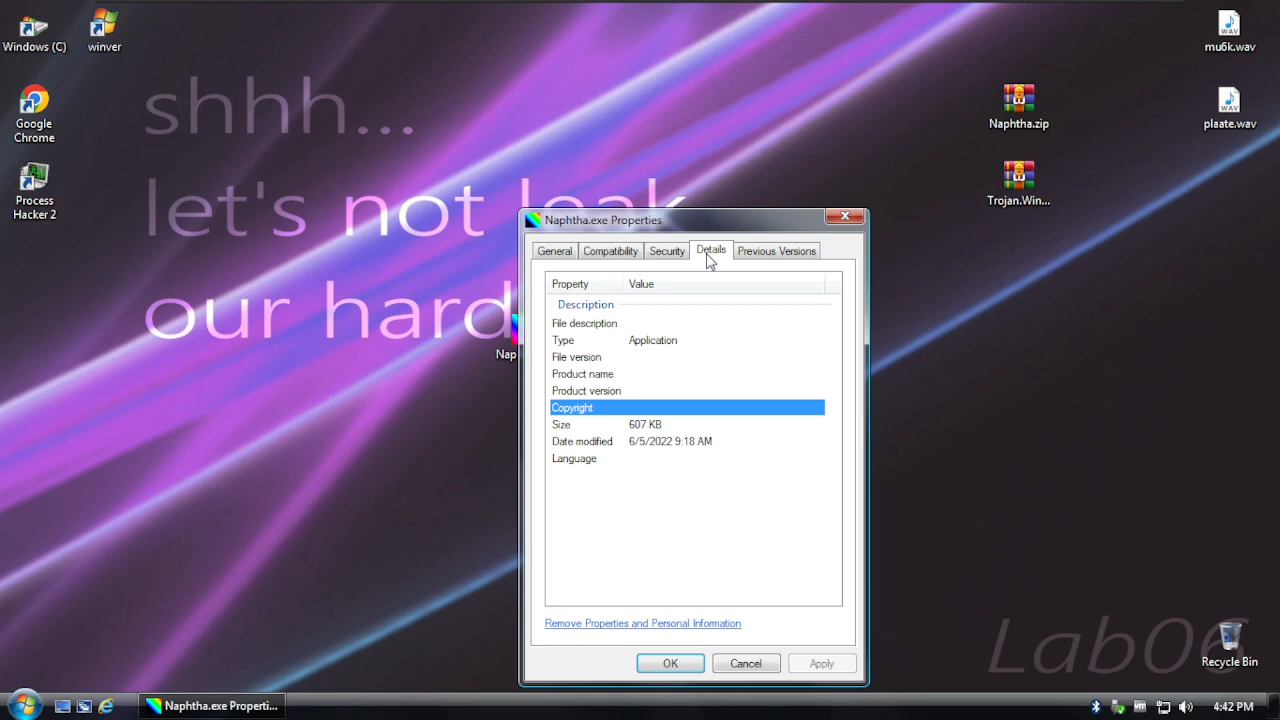 Windows (C)
winver
Google
Chrome
Process
Hacker 2
shhh...
let's not leak
our hard
Naphtha.zip
Trojan.Win...
WAV
mu6k.wav
WAV
plaate.wav
Nap
Naphtha.exe Properties
General
Compatibility
Security
Details
Previous Versions
Property
Value
Description
File description
Type
Application
File version
Product name
Product version
Copyright
Size
607 KB
Date modified
6/5/2022 9:18 AM
Language
Remove Properties and Personal Information
OK
Cancel
Apply
Lab06
Recycle Bin
Naphtha.exe Properti...
4:42 PM